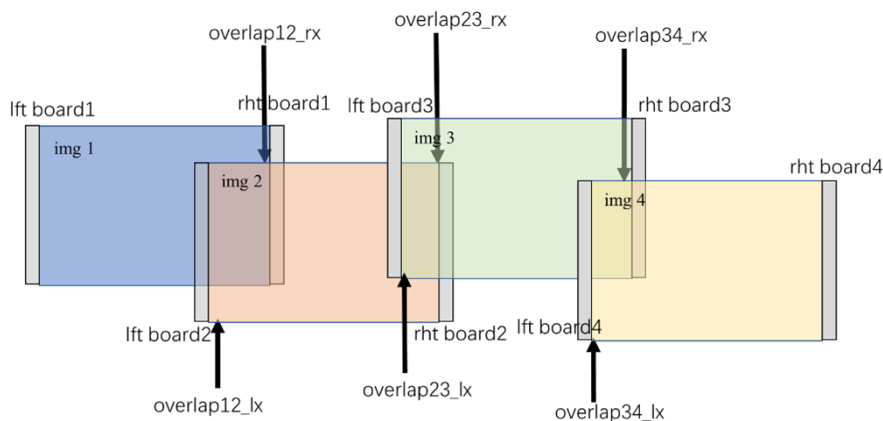 overlap12_rx
overlap23_rx
overlap34_rx
lft board1
rht board1
lft board3
rht board3
img 1
img 3
rht board4
img 2
img 4
lft board2
rht board2
lft board4
overlap12_lx
overlap23_lx
overlap34_lx